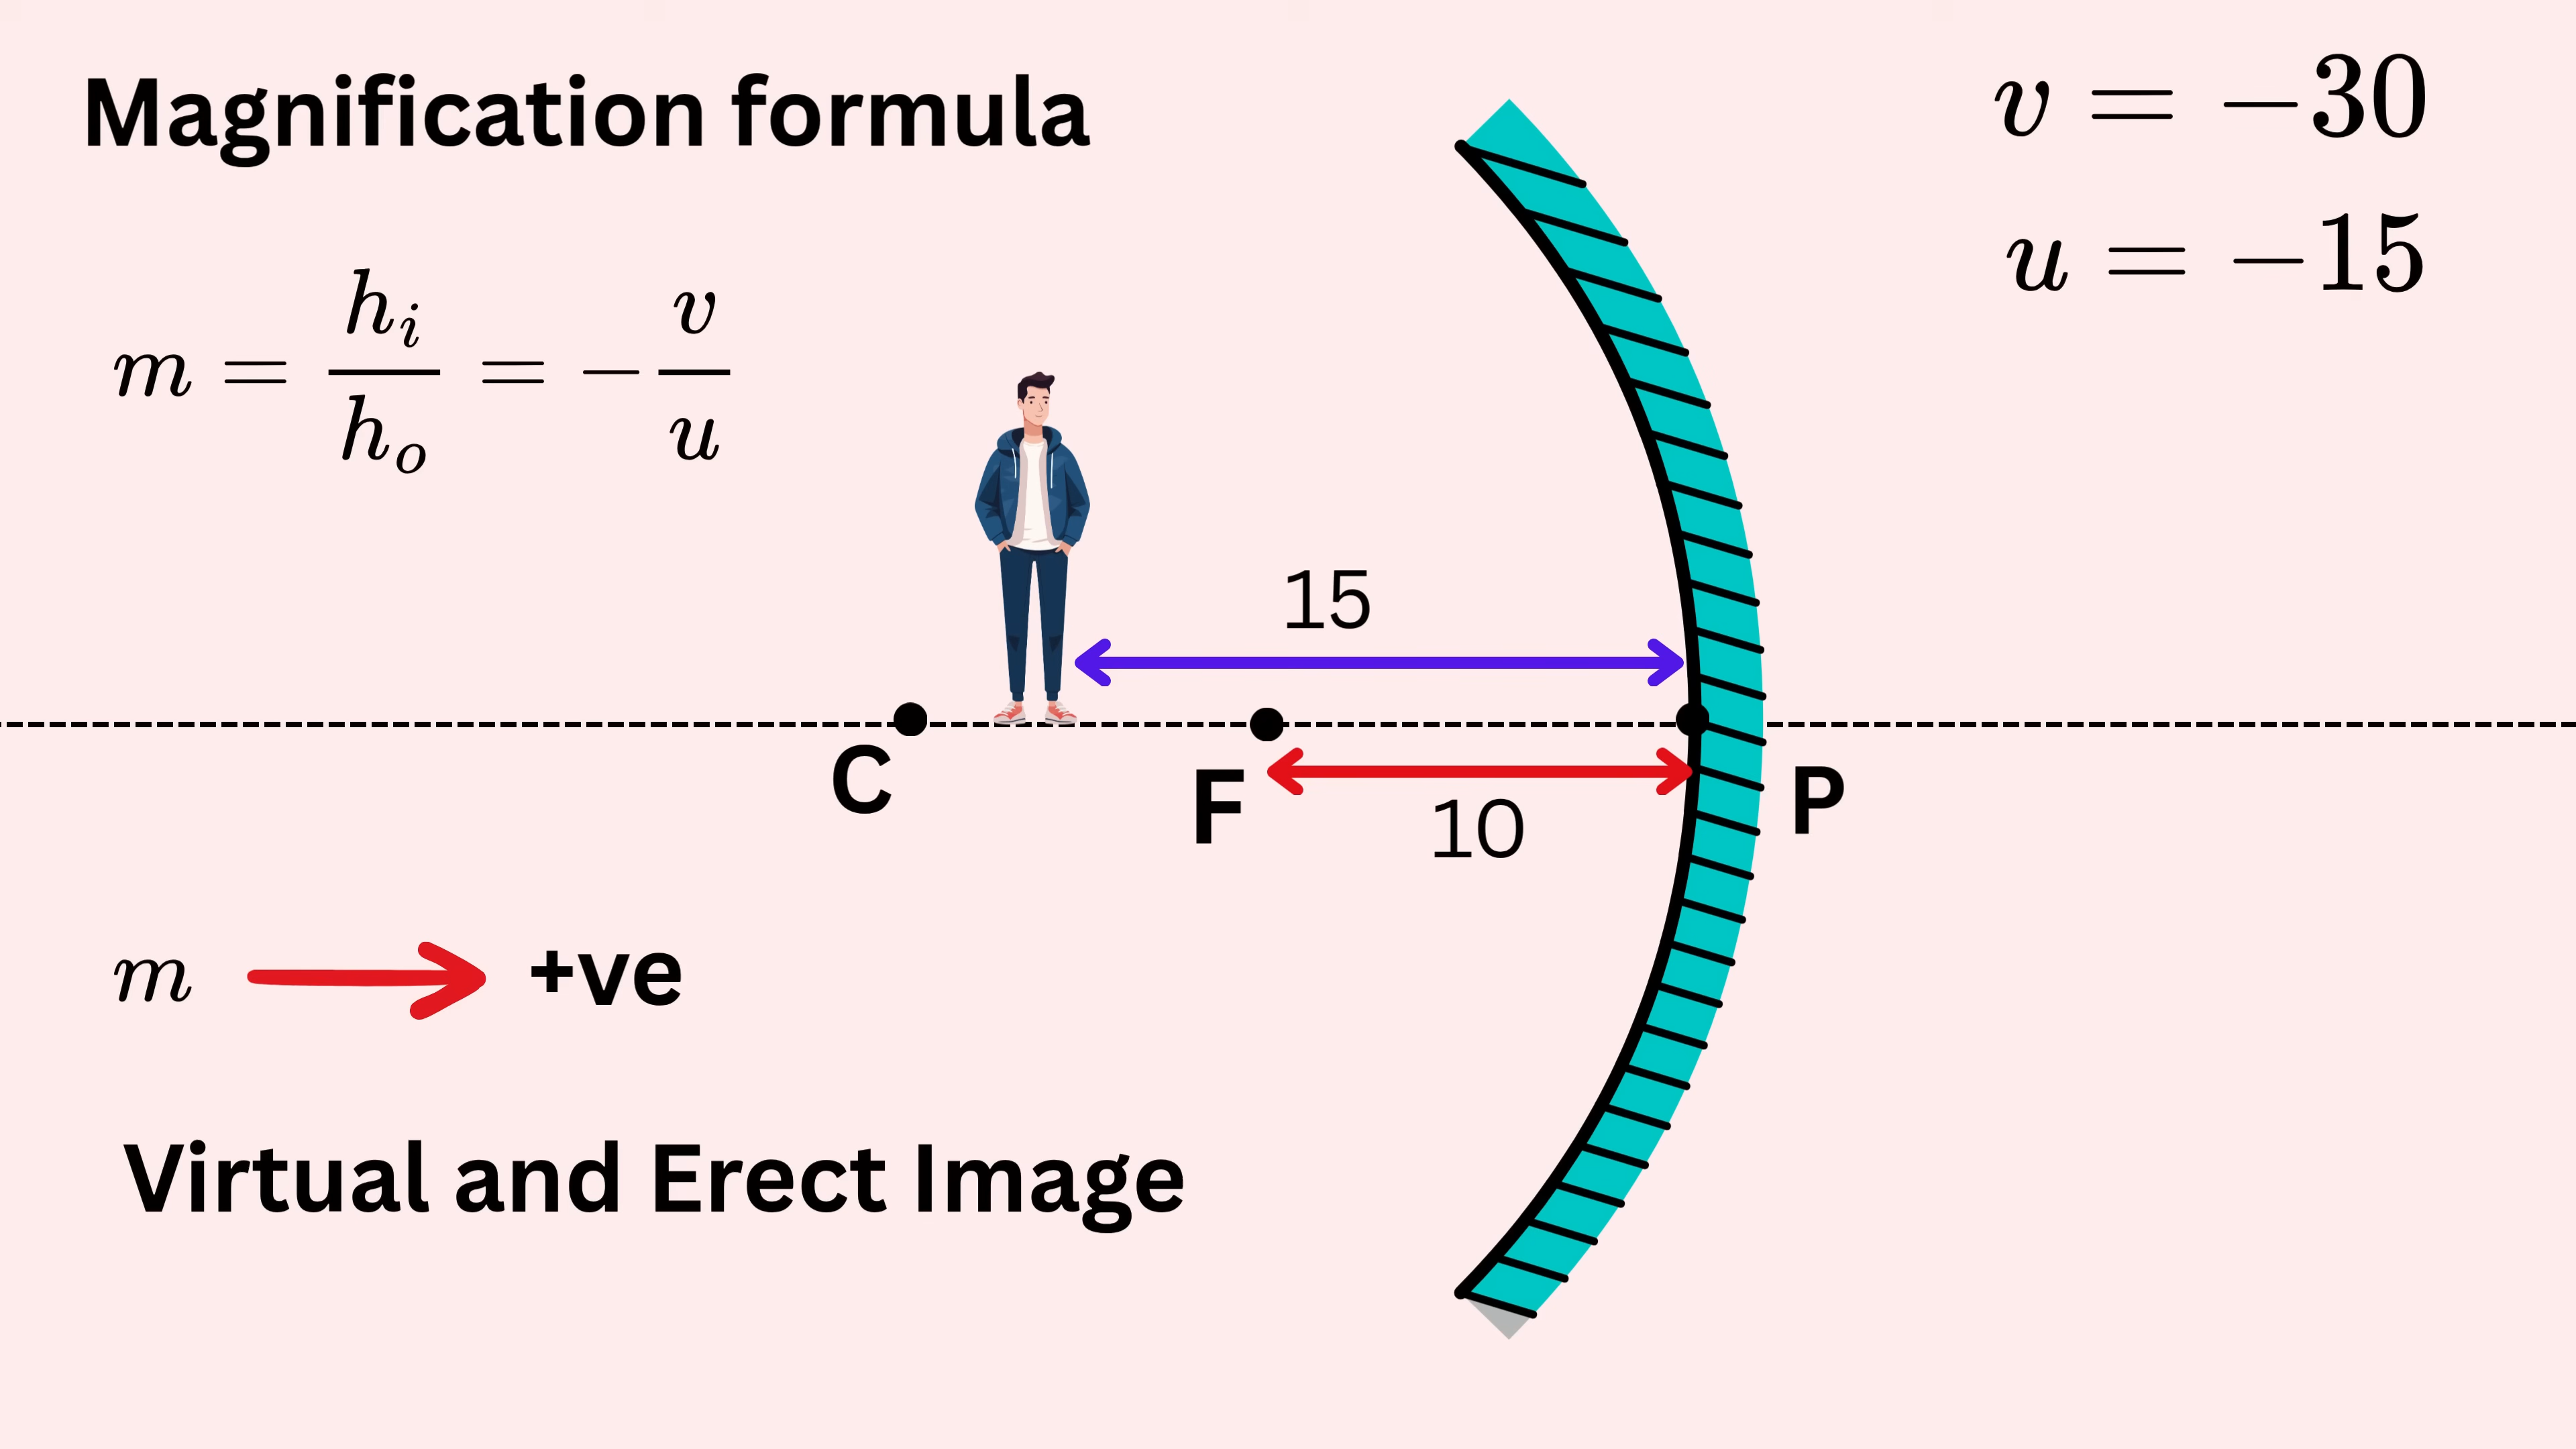 Magnification formula
v = −30
u = −15
m = h_i/h_o = −v/u
15
C
F
10
P
m +ve
Virtual and Erect Image